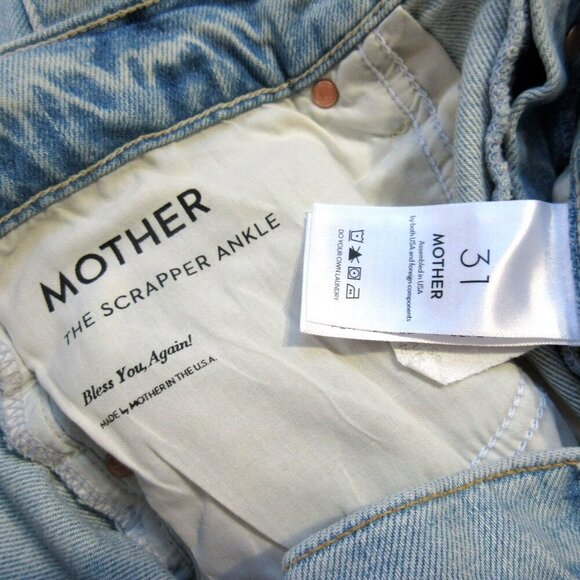 MOTHER
THE SCRAPPER ANKLE
Bless You, Again!
MADE by MOTHER IN THE U.S.A.
31
MOTHER
Assembled in USA
by both USA and foreign components
DO YOUR OWN LAUNDRY